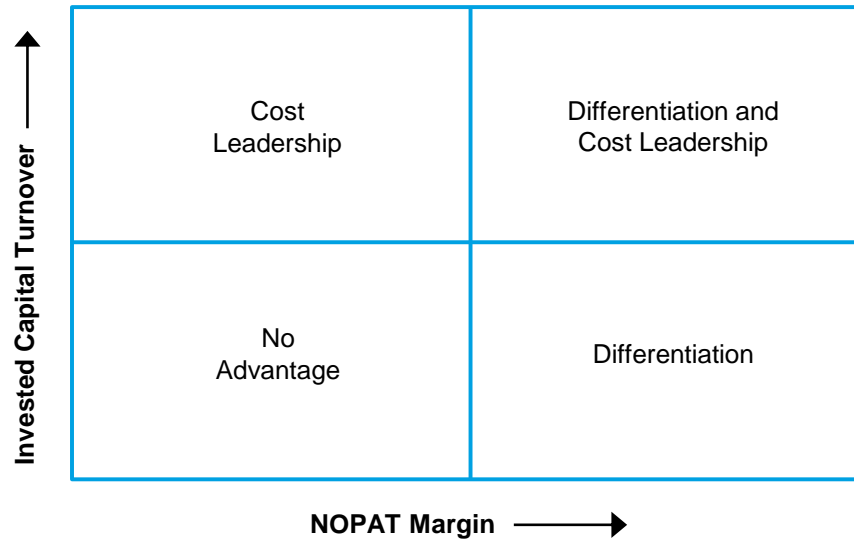 Invested Capital Turnover
Cost
Leadership
Differentiation and
Cost Leadership
No
Advantage
Differentiation
NOPAT Margin